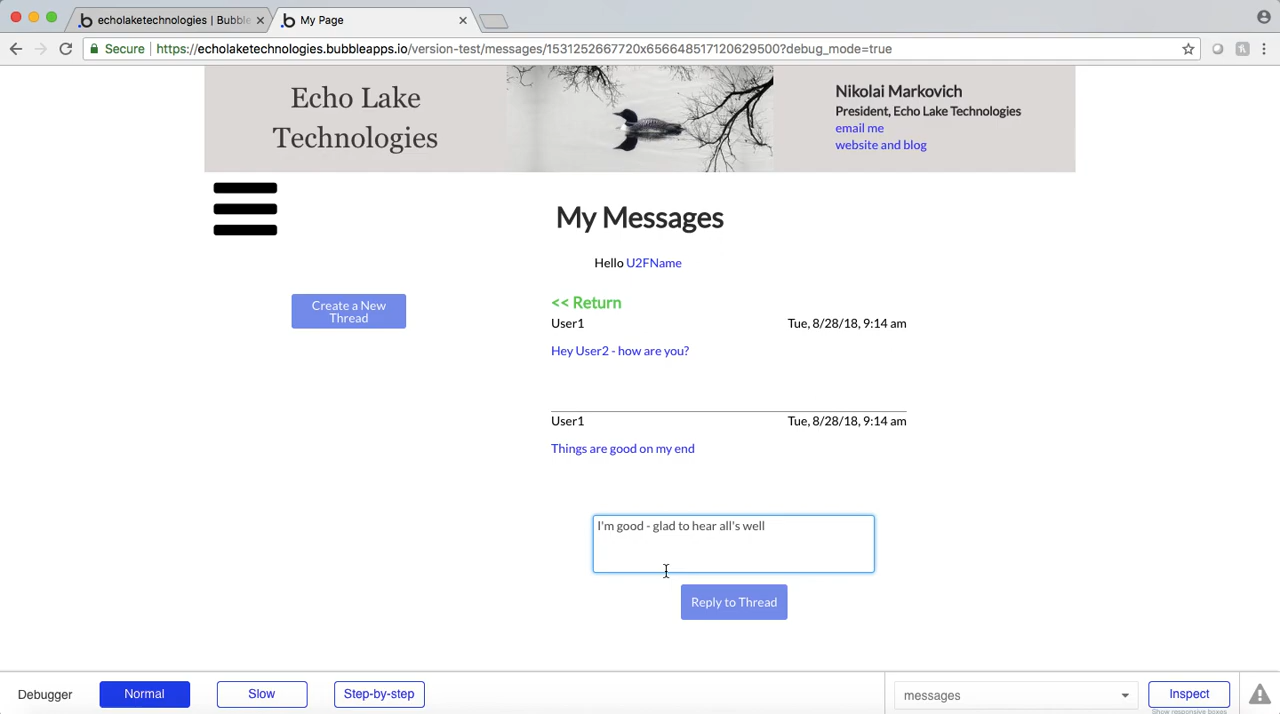 echolaketechnologies | Bubble
My Page
Secure
https://echolaketechnologies.bubbleapps.io/version-test/messages/1531252667720x656648517120629500?debug_mode=true
Echo Lake
Technologies
Nikolai Markovich
President, Echo Lake Technologies
email me
website and blog
My Messages
Hello U2FName
Create a New
Thread
<< Return
User1 Tue, 8/28/18, 9:14 am
Hey User2 - how are you?
User1 Tue, 8/28/18, 9:14 am
Things are good on my end
I'm good - glad to hear all's well
Reply to Thread
Debugger Normal Slow Step-by-step messages Inspect
Show responsive boxes